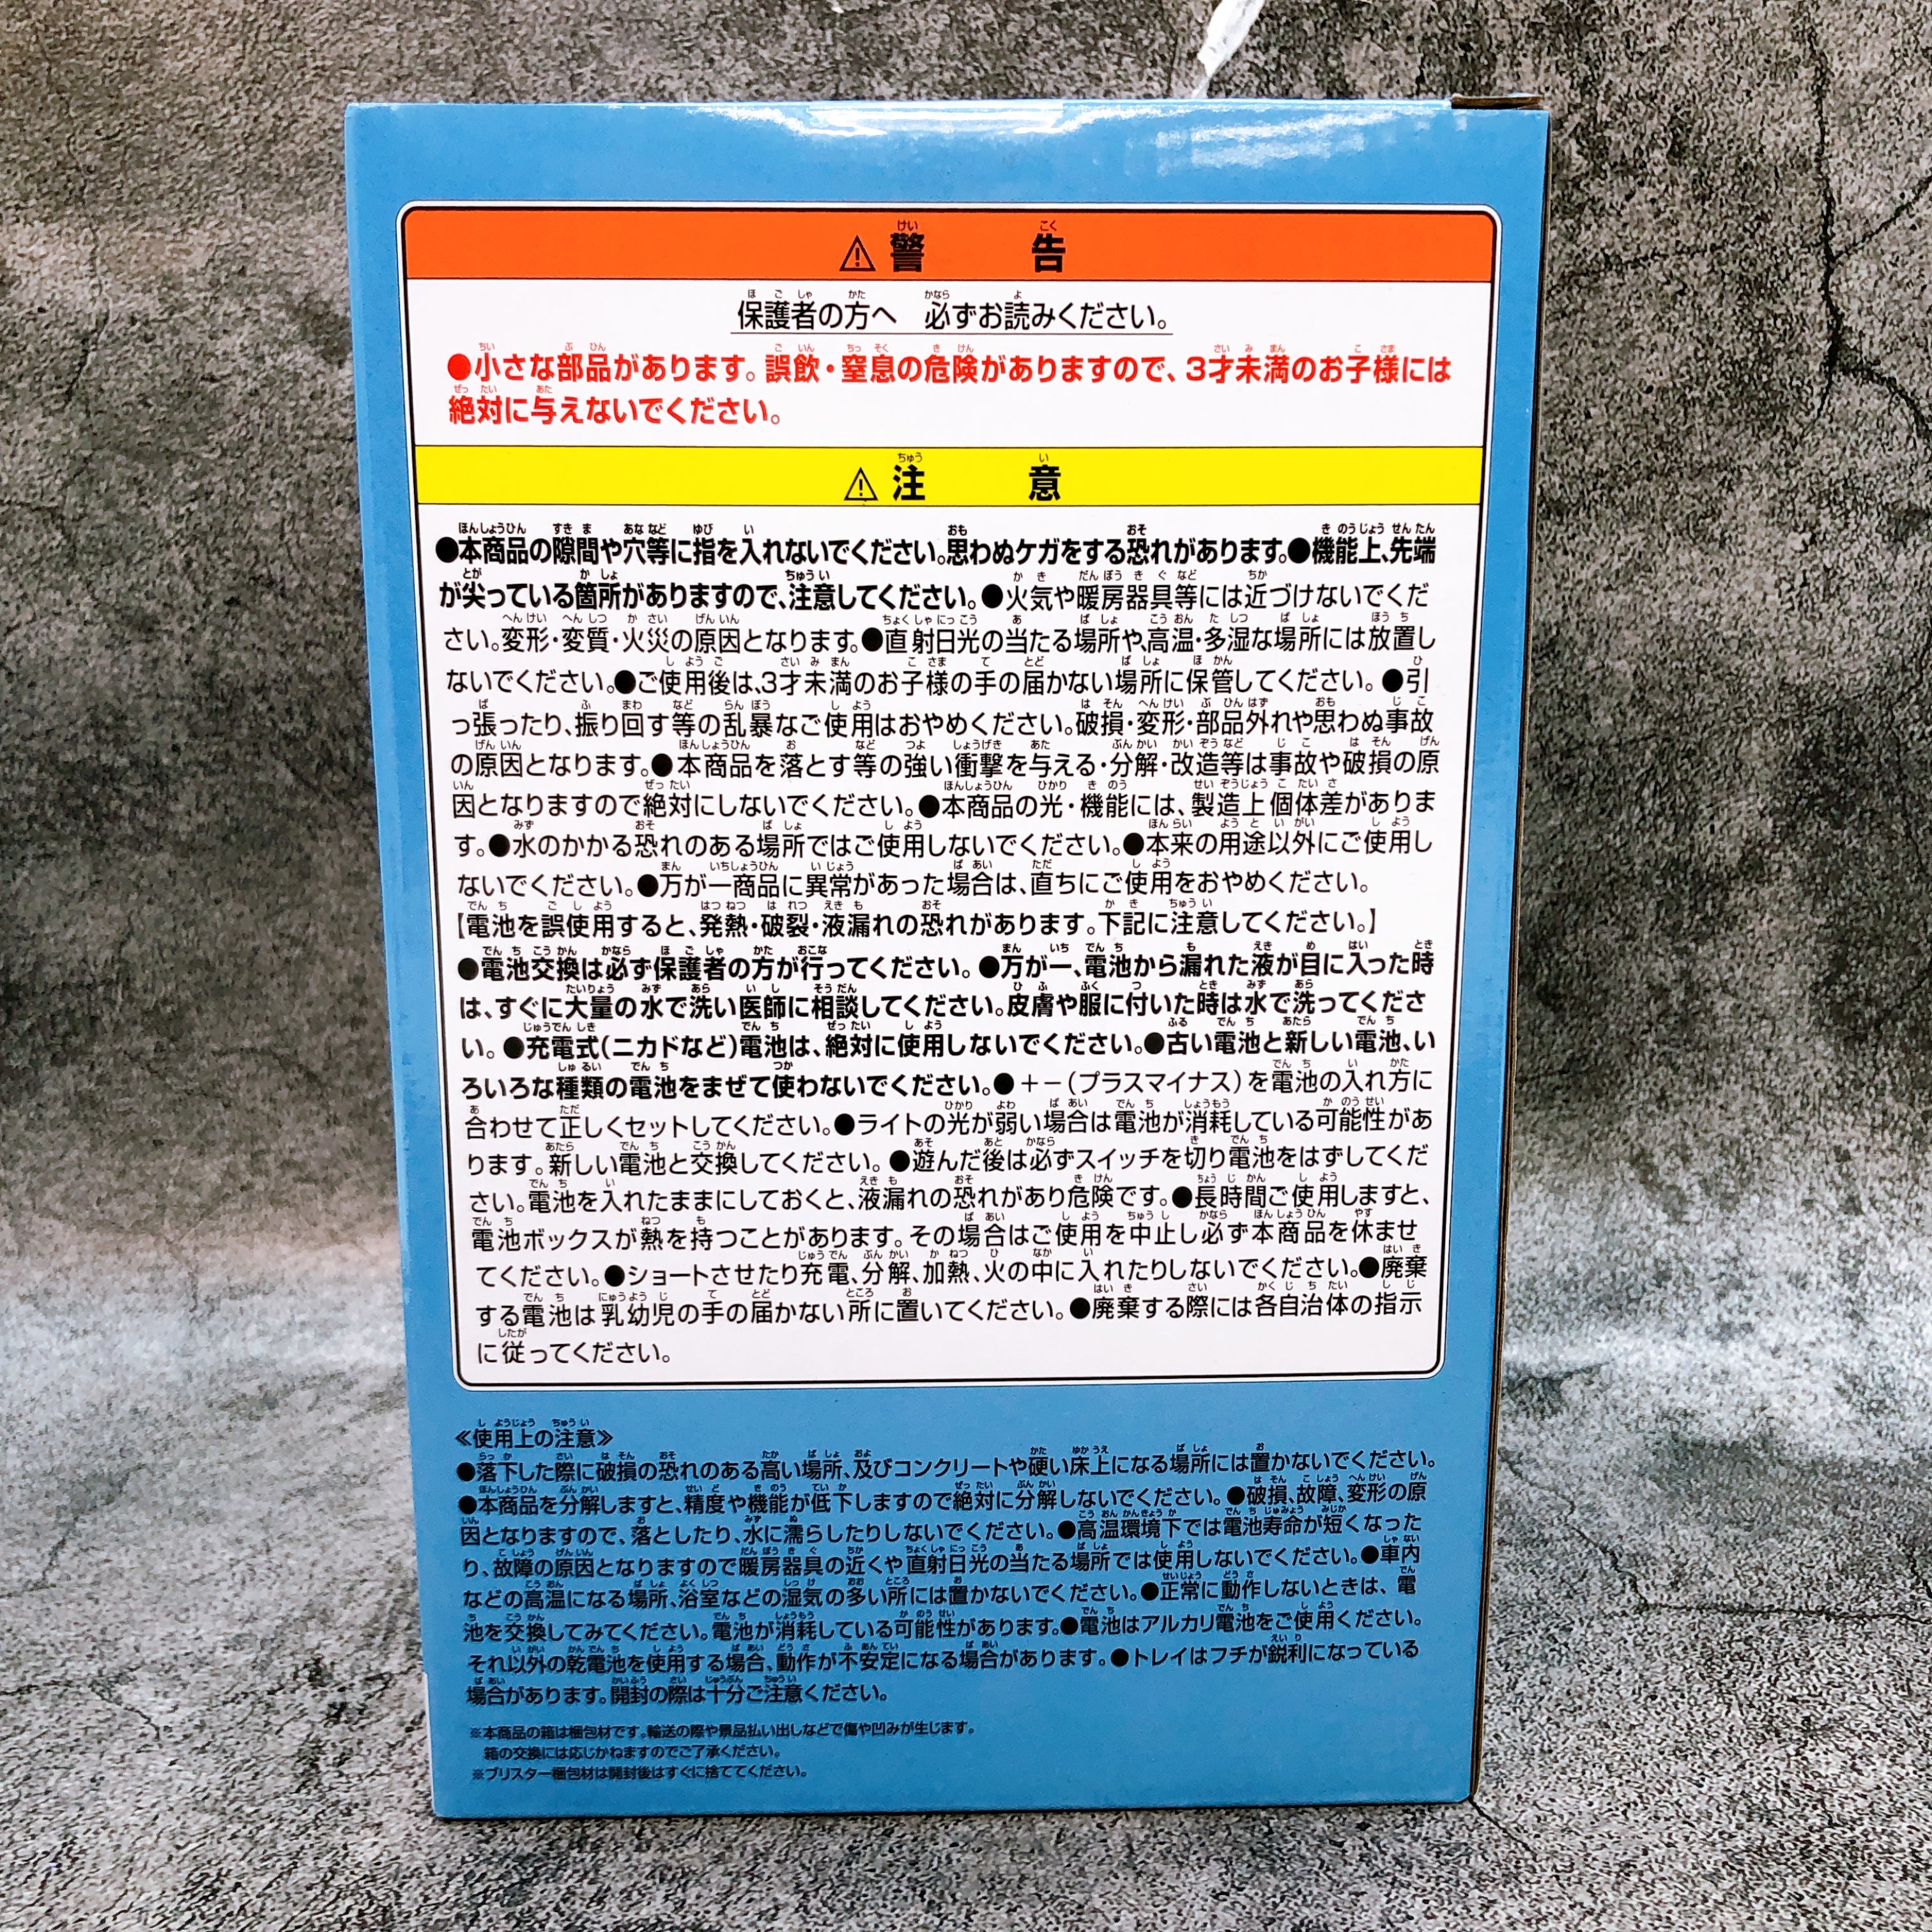 ⚠警告
保護者の方へ 必ずお読みください。
●小さな部品があります。誤飲・窒息の危険がありますので、3才未満のお子様には
絶対に与えないでください。
⚠注意
●本商品の隙間や穴等に指を入れないでください。思わぬケガをする恐れがあります。●機能上、先端
が尖っている箇所がありますので、注意してください。●火気や暖房器具等には近づけないでくだ
さい。変形・変質・火災の原因となります。●直射日光の当たる場所や、高温・多湿な場所には放置し
ないでください。●ご使用後は、3才未満のお子様の手の届かない場所に保管してください。●引
っ張ったり、振り回す等の乱暴なご使用はおやめください。破損・変形・部品外れや思わぬ事故
の原因となります。●本商品を落とす等の強い衝撃を与える・分解・改造等は事故や破損の原
因となりますので絶対にしないでください。●本商品の光・機能には、製造上個体差がありま
す。●水のかかる恐れのある場所ではご使用しないでください。●本来の用途以外にご使用し
ないでください。●万が一商品に異常があった場合は、直ちにご使用をおやめください。
【電池を誤使用すると、発熱・破裂・液漏れの恐れがあります。下記に注意してください。】
●電池交換は必ず保護者の方が行ってください。●万が一、電池から漏れた液が目に入った時
は、すぐに大量の水で洗い医師に相談してください。皮膚や服に付いた時は水で洗ってくださ
い。●充電式(ニカドなど)電池は、絶対に使用しないでください。●古い電池と新しい電池、い
ろいろな種類の電池をまぜて使わないでください。●＋－(プラスマイナス)を電池の入れ方に
合わせて正しくセットしてください。●ライトの光が弱い場合は電池が消耗している可能性があ
ります。新しい電池と交換してください。●遊んだ後は必ずスイッチを切り電池をはずしてくだ
さい。電池を入れたままにしておくと、液漏れの恐れがあり危険です。●長時間ご使用しますと、
電池ボックスが熱を持つことがあります。その場合はご使用を中止し必ず本商品を休ませ
てください。●ショートさせたり充電、分解、加熱、火の中に入れたりしないでください。●廃棄
する電池は乳幼児の手の届かない所に置いてください。●廃棄する際には各自治体の指示
に従ってください。
≪使用上の注意≫
●落下した際に破損の恐れのある高い場所、及びコンクリートや硬い床上になる場所には置かないでください。
●本商品を分解しますと、精度や機能が低下しますので絶対に分解しないでください。●破損、故障、変形の原
因となりますので、落としたり、水に濡らしたりしないでください。●高温環境下では電池寿命が短くなった
り、故障の原因となりますので暖房器具の近くや直射日光の当たる場所では使用しないでください。●車内
などの高温になる場所、浴室などの湿気の多い所には置かないでください。●正常に動作しないときは、電
池を交換してみてください。電池が消耗している可能性があります。●電池はアルカリ電池をご使用ください。
それ以外の乾電池を使用する場合、動作が不安定になる場合があります。●トレイはフチが鋭利になっている
場合があります。開封の際は十分ご注意ください。
※本商品の箱は梱包材です。輸送の際や景品払い出しなどで傷や凹みが生じます。
箱の交換には応じかねますのでご了承ください。
※ブリスター梱包材は開封後はすぐに捨ててください。